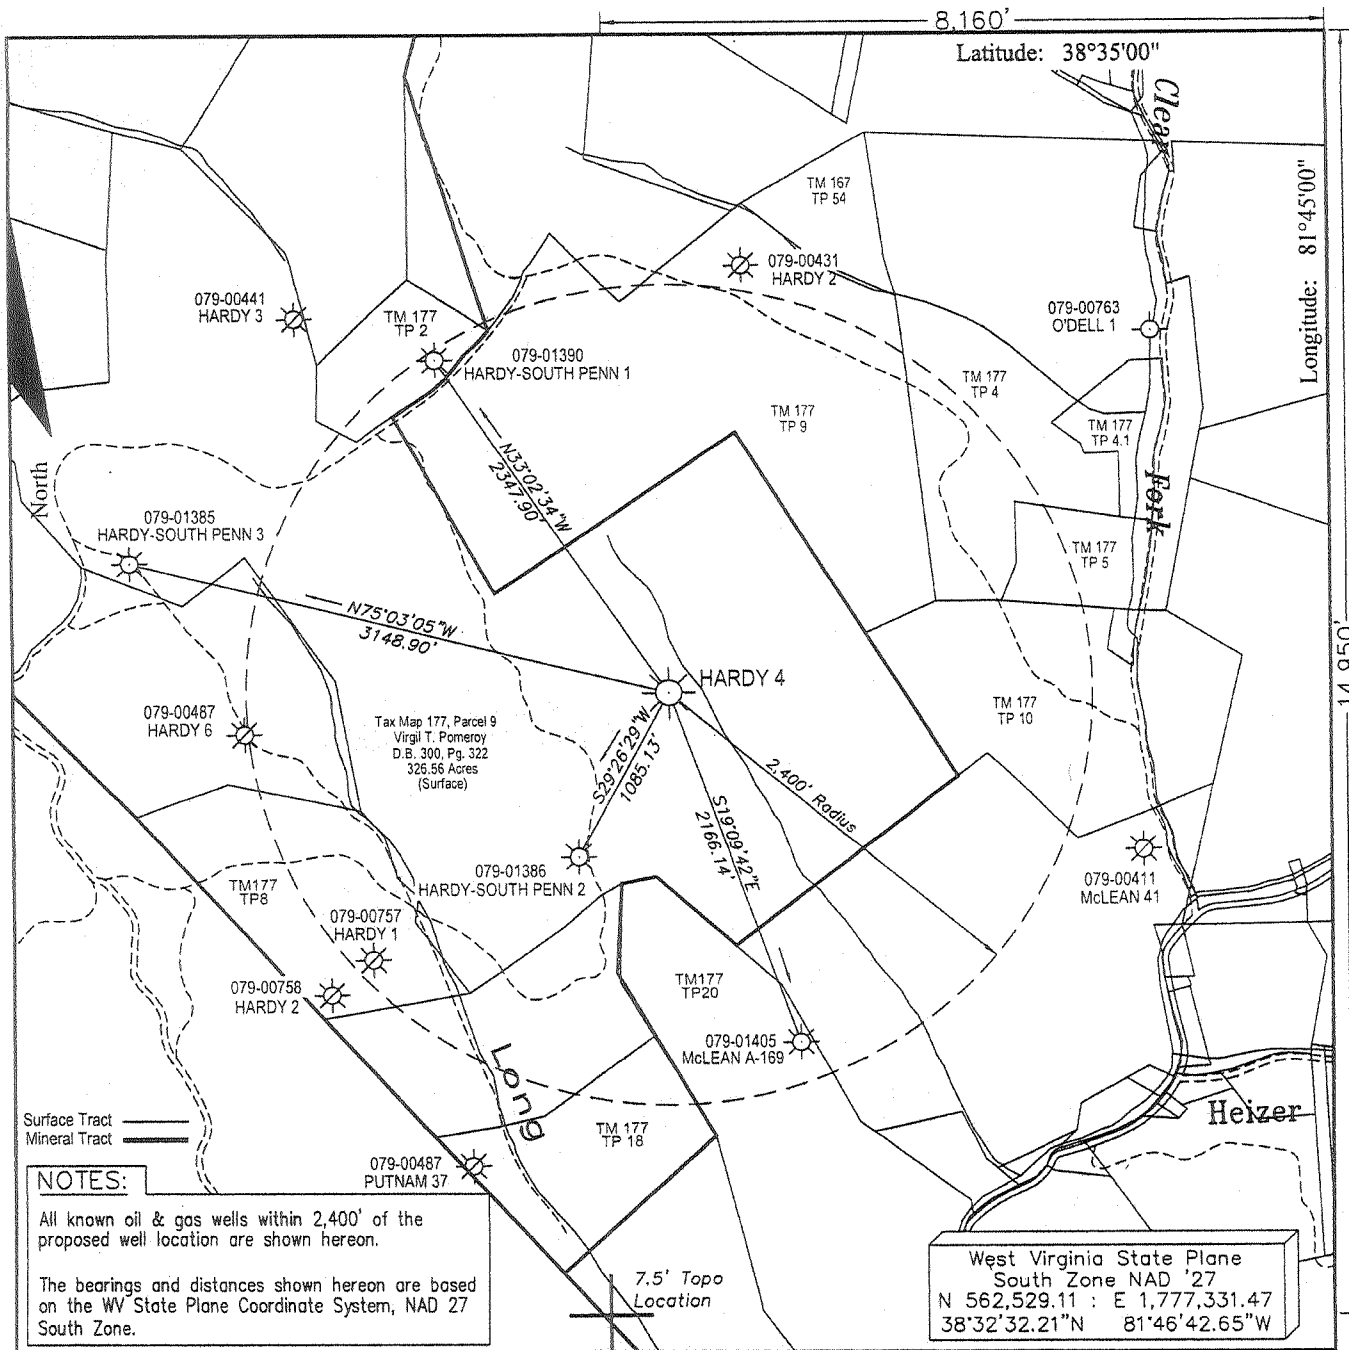 8,160'
Latitude: 38°35'00"
Clear
Fork
Longitude: 81°45'00"
14,950'
TM 167
TP 54
079-00431
HARDY 2
079-00441
HARDY 3
TM 177
TP 2
079-00763
O'DELL 1
079-01390
HARDY-SOUTH PENN 1
TM 177
TP 4
TM 177
TP 9
TM 177
TP 4.1
North
N33°02'34"W
2347.90'
079-01385
HARDY-SOUTH PENN 3
TM 177
TP 5
N75°03'05"W
3148.90'
HARDY 4
079-00487
HARDY 6
Tax Map 177, Parcel 9
Virgil T. Pomeroy
D.B. 300, Pg. 322
326.56 Acres
(Surface)
TM 177
TP 10
S29°26'29"W
1085.13'
2,400' Radius
S19°09'42"E
2166.14'
079-01386
HARDY-SOUTH PENN 2
079-00411
McLEAN 41
TM177
TP8
079-00757
HARDY 1
079-00758
HARDY 2
TM177
TP20
079-01405
McLEAN A-169
Long
Surface Tract
Mineral Tract
TM 177
TP 18
Heizer
079-00487
PUTNAM 37
NOTES:
All known oil & gas wells within 2,400' of the
proposed well location are shown hereon.
The bearings and distances shown hereon are based
on the WV State Plane Coordinate System, NAD 27
South Zone.
7.5' Topo
Location
West Virginia State Plane
South Zone NAD '27
N 562,529.11 : E 1,777,331.47
38°32'32.21"N 81°46'42.65"W